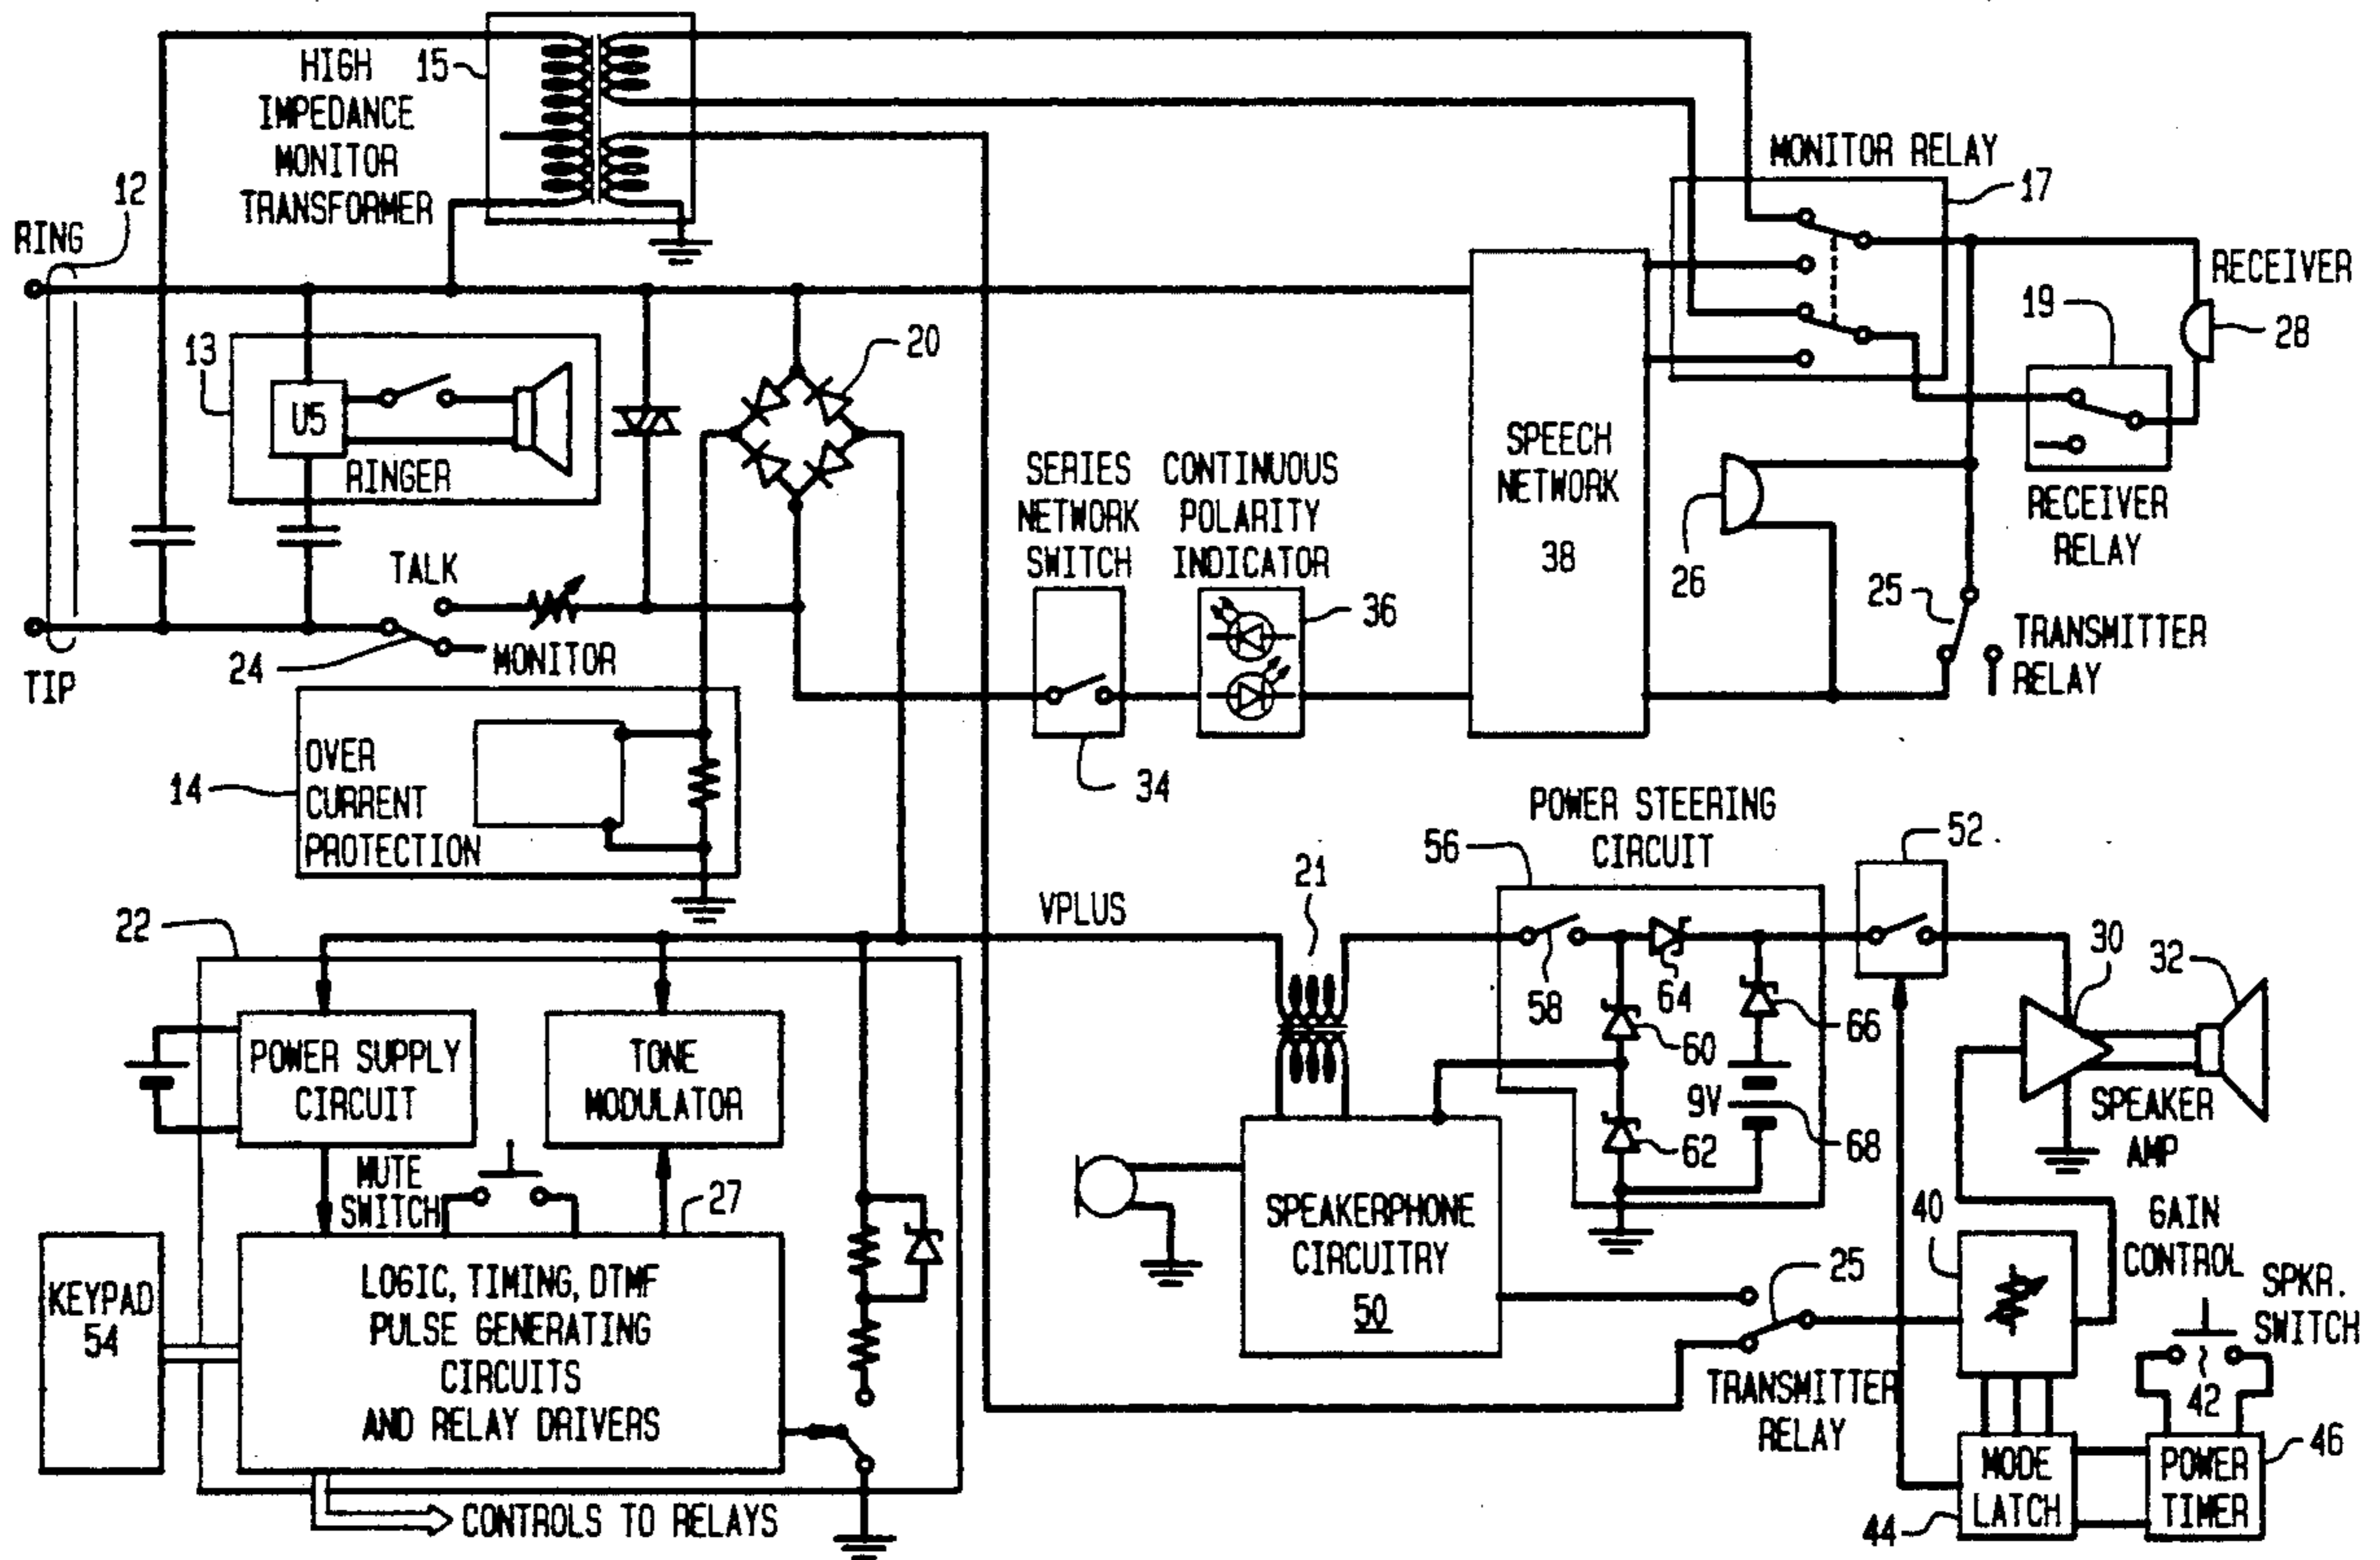 HIGH
IMPEDANCE
MONITOR
TRANSFORMER
15
12
RING
TIP
13
U5
RINGER
20
TALK
MONITOR
24
14
OVER
CURRENT
PROTECTION
SERIES
NETWORK
SWITCH
34
CONTINUOUS
POLARITY
INDICATOR
36
SPEECH
NETWORK
38
MONITOR RELAY
17
RECEIVER
28
19
RECEIVER
RELAY
26
25
TRANSMITTER
RELAY
22
VPLUS
21
POWER STEERING
CIRCUIT
56
58
64
60
66
62
9V
68
52
30
32
SPEAKER
AMP
POWER SUPPLY
CIRCUIT
TONE
MODULATOR
MUTE
SWITCH
27
KEYPAD
54
LOGIC, TIMING, DTMF
PULSE GENERATING
CIRCUITS
AND RELAY DRIVERS
CONTROLS TO RELAYS
SPEAKERPHONE
CIRCUITRY
50
25
TRANSMITTER
RELAY
40
GAIN
CONTROL
SPKR.
SWITCH
42
MODE
LATCH
44
POWER
TIMER
46